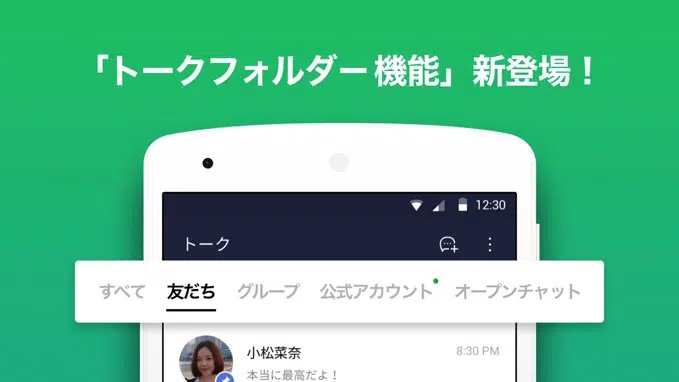 「トークフォルダー機能」新登場！
12:30
トーク
すべて 友だち グループ 公式アカウント オープンチャット
小松菜奈 8:30 PM
本当に最高だよ！